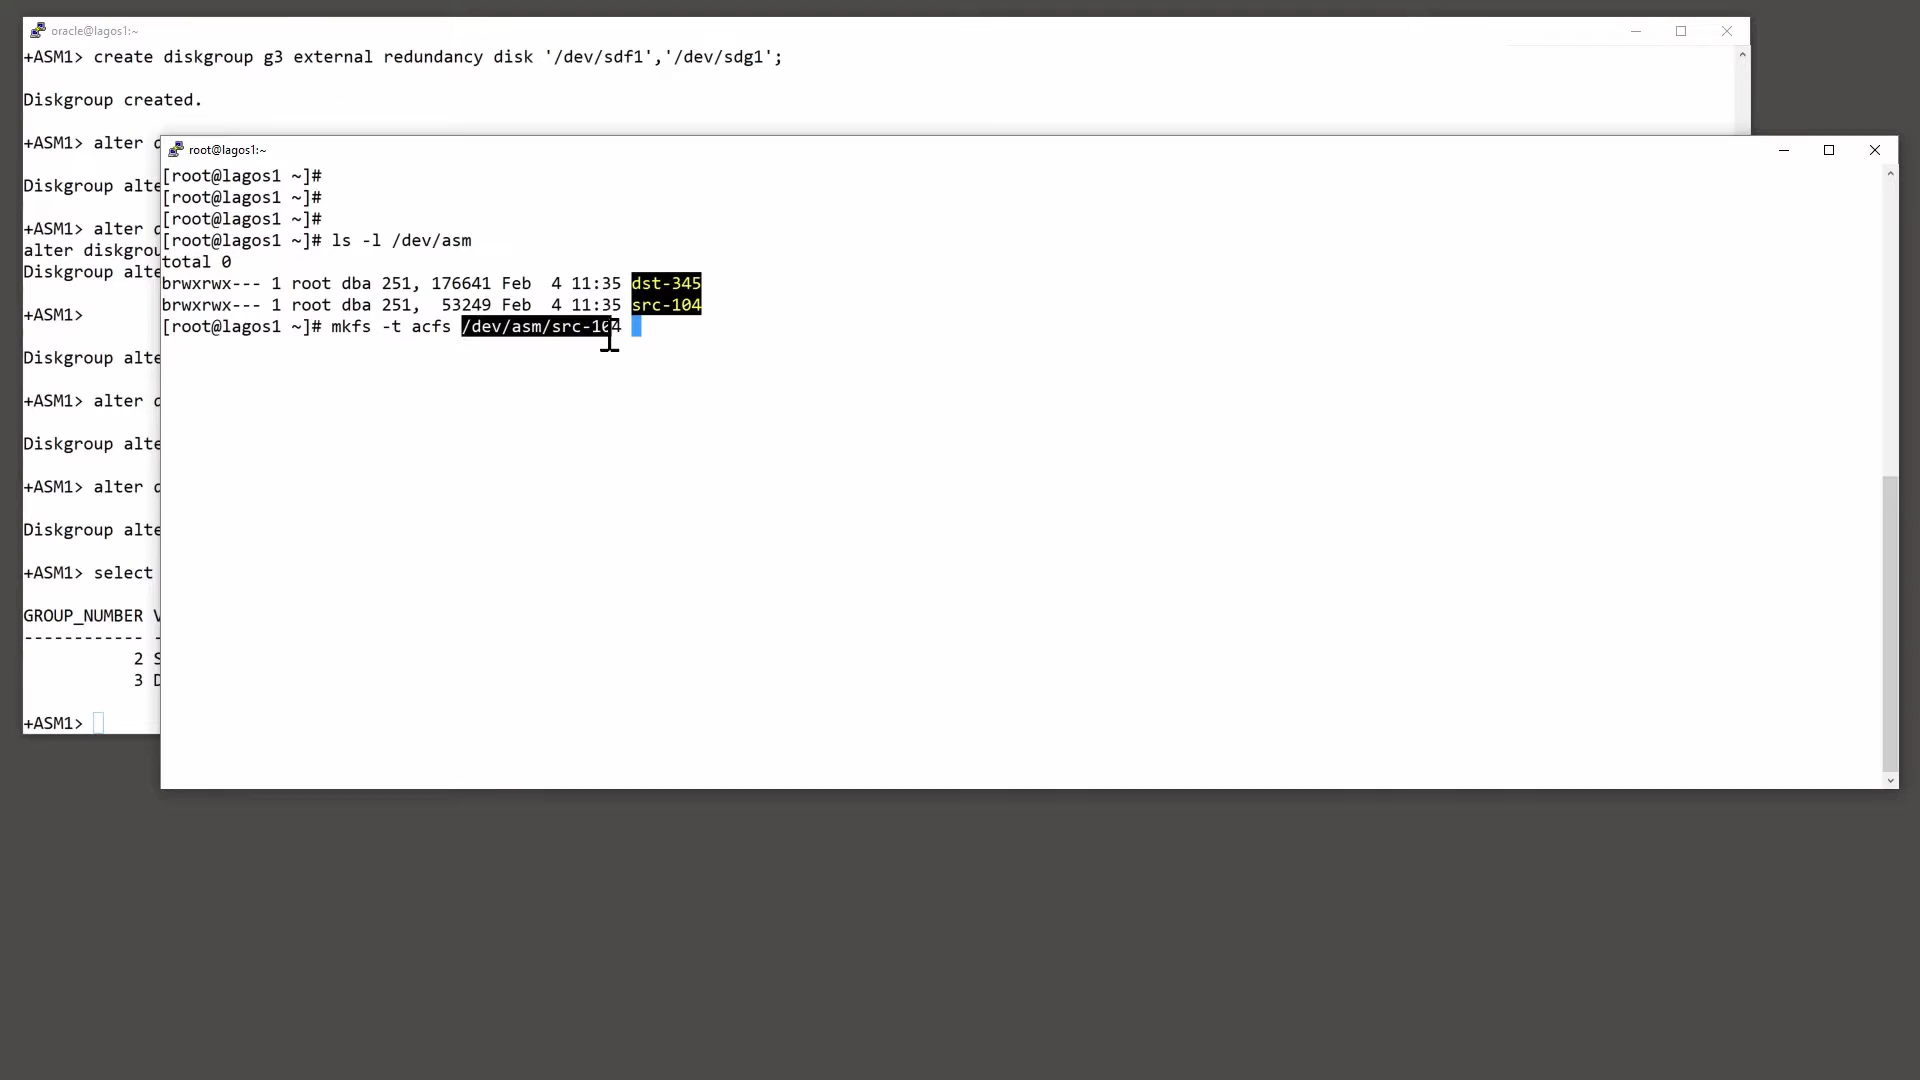 oracle@lagos1:~
+ASM1> create diskgroup g3 external redundancy disk '/dev/sdf1','/dev/sdg1';
Diskgroup created.
+ASM1> alter d
Diskgroup alte
+ASM1> alter d
alter diskgrou
Diskgroup alte
+ASM1>
Diskgroup alte
+ASM1> alter d
Diskgroup alte
+ASM1> alter d
Diskgroup alte
+ASM1> select
GROUP_NUMBER V
------------ -
2 S
3 D
+ASM1>
root@lagos1:~
[root@lagos1 ~]#
[root@lagos1 ~]#
[root@lagos1 ~]#
[root@lagos1 ~]# ls -l /dev/asm
total 0
brwxrwx--- 1 root dba 251, 176641 Feb  4 11:35 dst-345
brwxrwx--- 1 root dba 251,  53249 Feb  4 11:35 src-104
[root@lagos1 ~]# mkfs -t acfs /dev/asm/src-104